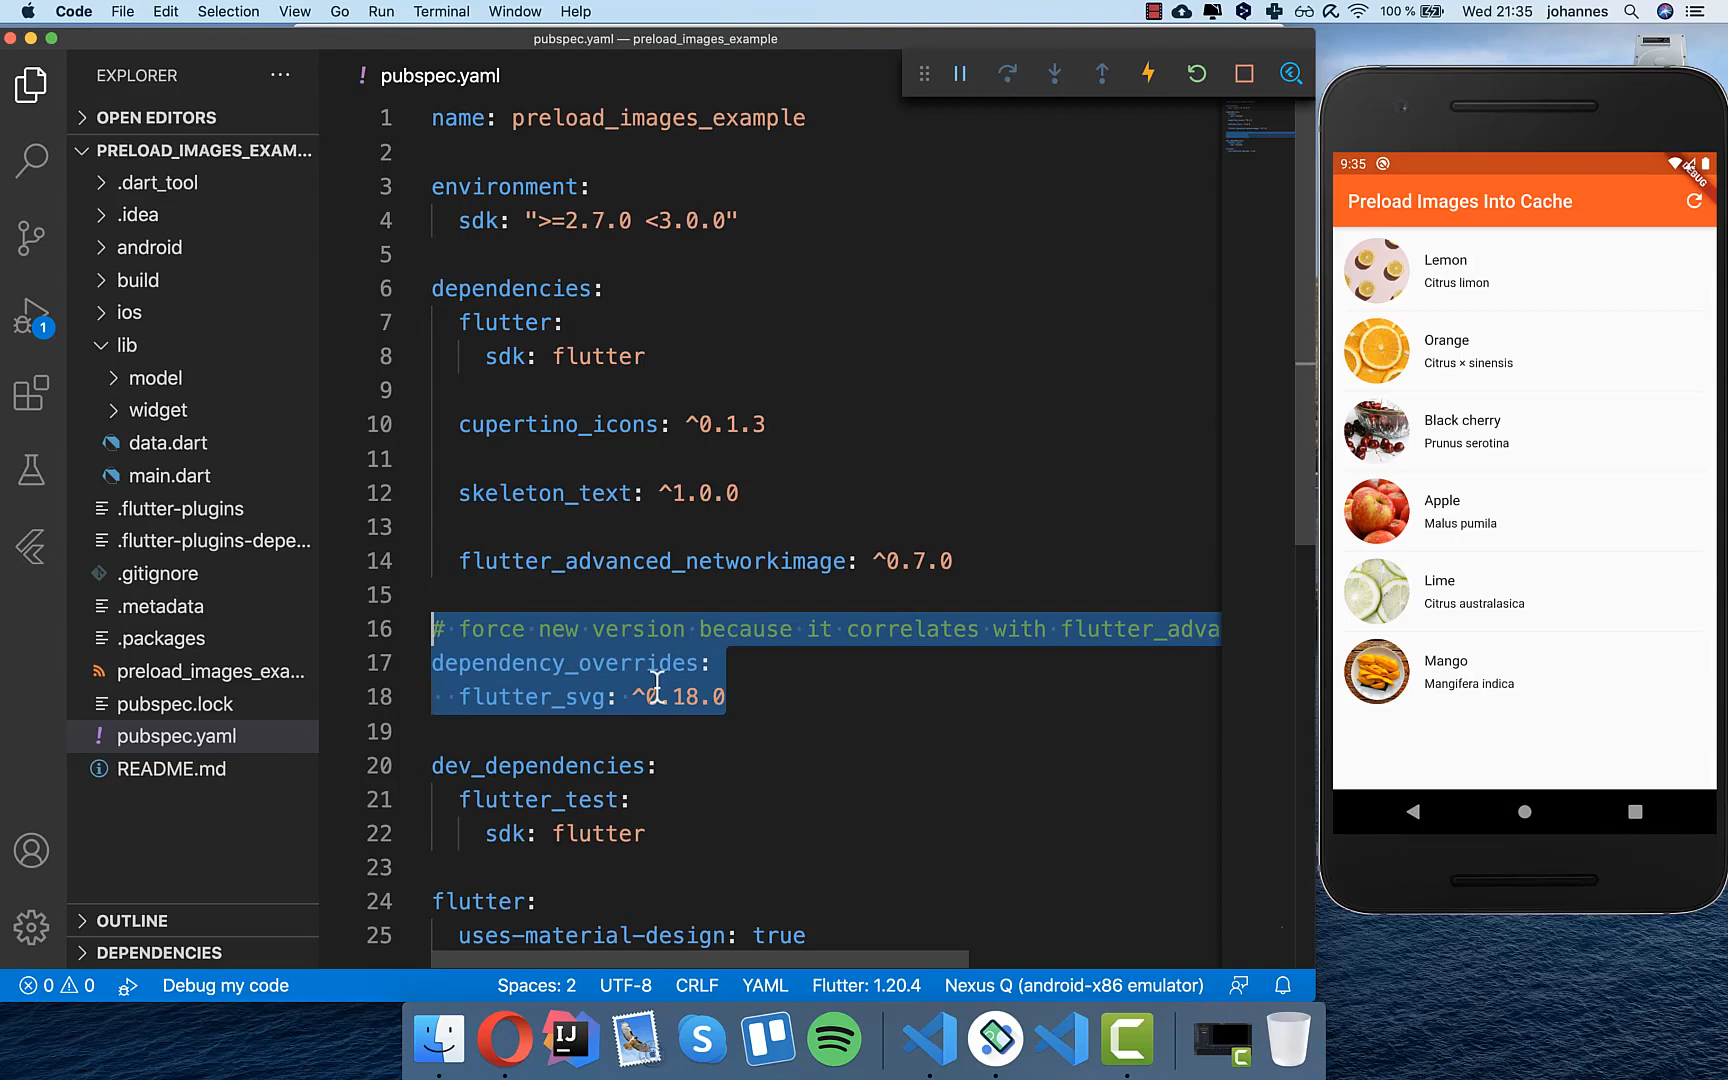 Code File Edit Selection View Go Run Terminal Window Help 100 % Wed 21:35 johannes
pubspec.yaml — preload_images_example
EXPLORER
OPEN EDITORS
PRELOAD_IMAGES_EXAM...
.dart_tool
.idea
android
build
ios
lib
model
widget
data.dart
main.dart
.flutter-plugins
.flutter-plugins-depe...
.gitignore
.metadata
.packages
preload_images_exa...
pubspec.lock
! pubspec.yaml
README.md
OUTLINE
DEPENDENCIES
1
! pubspec.yaml
1 name: preload_images_example
2
3 environment:
4 sdk: ">=2.7.0 <3.0.0"
5
6 dependencies:
7 flutter:
8 sdk: flutter
9
10 cupertino_icons: ^0.1.3
11
12 skeleton_text: ^1.0.0
13
14 flutter_advanced_networkimage: ^0.7.0
15
16 # force new version because it correlates with flutter_adva
17 dependency_overrides:
18 flutter_svg: ^0.18.0
19
20 dev_dependencies:
21 flutter_test:
22 sdk: flutter
23
24 flutter:
25 uses-material-design: true
0 0 Debug my code Spaces: 2 UTF-8 CRLF YAML Flutter: 1.20.4 Nexus Q (android-x86 emulator)
9:35
DEBUG
Preload Images Into Cache
Lemon
Citrus limon
Orange
Citrus × sinensis
Black cherry
Prunus serotina
Apple
Malus pumila
Lime
Citrus australasica
Mango
Mangifera indica
IJ
S
C